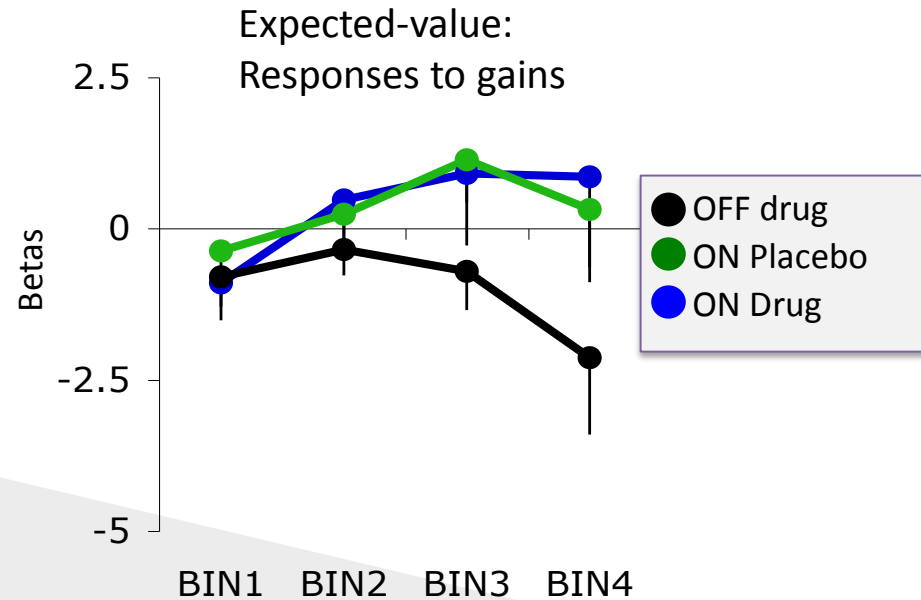 Expected-value:
Responses to gains
2.5
0
-2.5
-5
Betas
BIN1 BIN2 BIN3 BIN4
OFF drug
ON Placebo
ON Drug